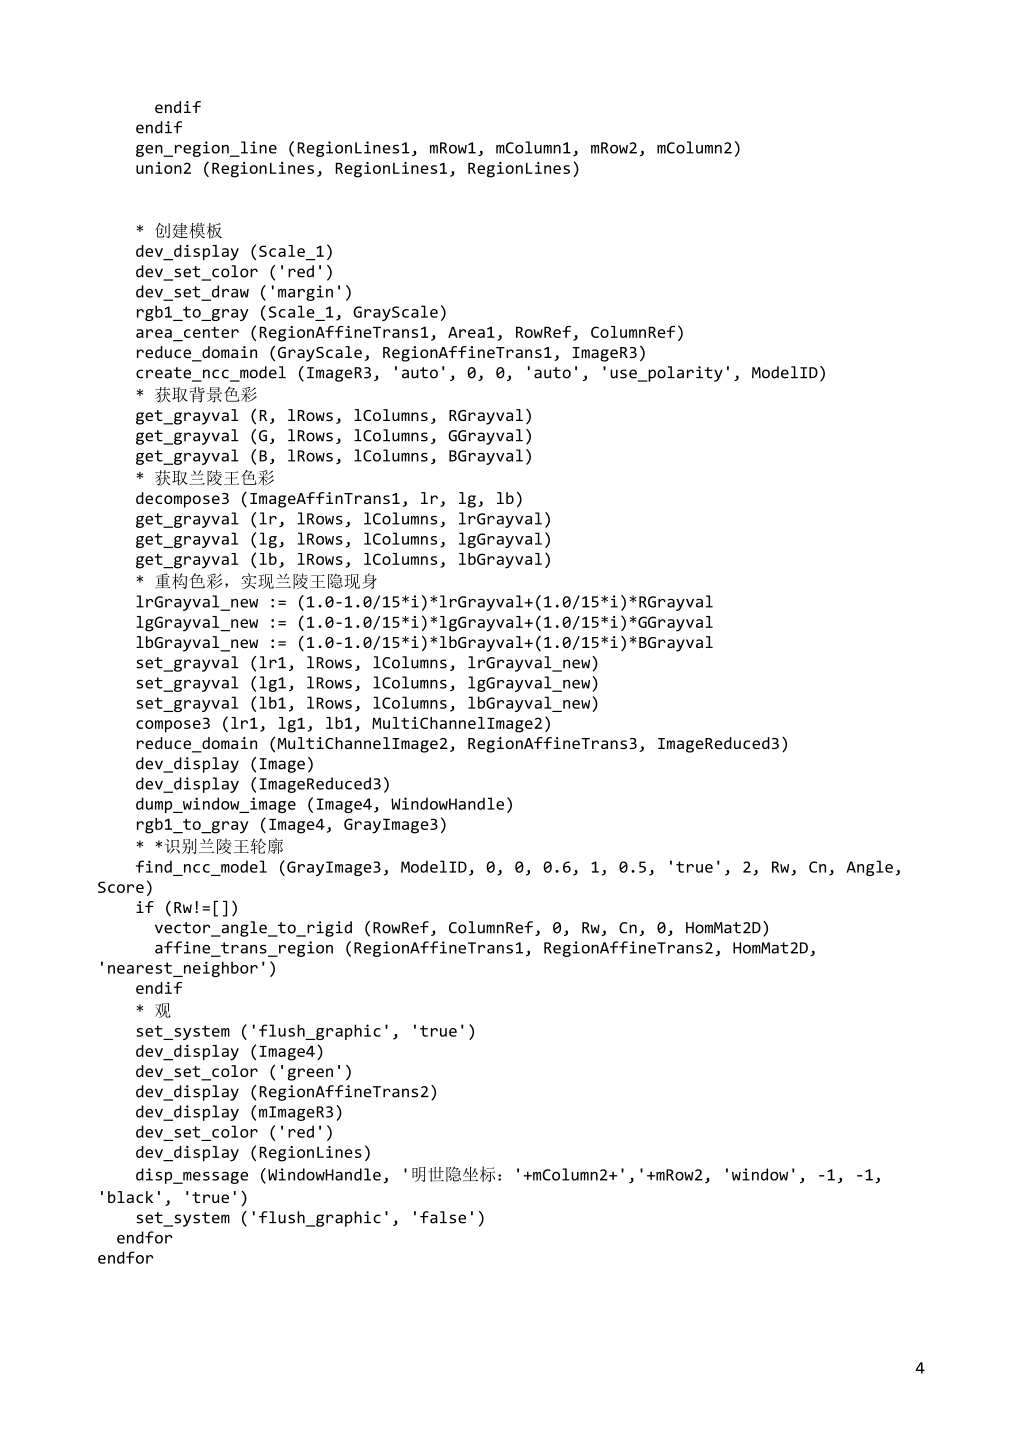 endif
endif
gen_region_line (RegionLines1, mRow1, mColumn1, mRow2, mColumn2)
union2 (RegionLines, RegionLines1, RegionLines)
* 创建模板
dev_display (Scale_1)
dev_set_color ('red')
dev_set_draw ('margin')
rgb1_to_gray (Scale_1, GrayScale)
area_center (RegionAffineTrans1, Area1, RowRef, ColumnRef)
reduce_domain (GrayScale, RegionAffineTrans1, ImageR3)
create_ncc_model (ImageR3, 'auto', 0, 0, 'auto', 'use_polarity', ModelID)
* 获取背景色彩
get_grayval (R, lRows, lColumns, RGrayval)
get_grayval (G, lRows, lColumns, GGrayval)
get_grayval (B, lRows, lColumns, BGrayval)
* 获取兰陵王色彩
decompose3 (ImageAffinTrans1, lr, lg, lb)
get_grayval (lr, lRows, lColumns, lrGrayval)
get_grayval (lg, lRows, lColumns, lgGrayval)
get_grayval (lb, lRows, lColumns, lbGrayval)
* 重构色彩，实现兰陵王隐现身
lrGrayval_new := (1.0-1.0/15*i)*lrGrayval+(1.0/15*i)*RGrayval
lgGrayval_new := (1.0-1.0/15*i)*lgGrayval+(1.0/15*i)*GGrayval
lbGrayval_new := (1.0-1.0/15*i)*lbGrayval+(1.0/15*i)*BGrayval
set_grayval (lr1, lRows, lColumns, lrGrayval_new)
set_grayval (lg1, lRows, lColumns, lgGrayval_new)
set_grayval (lb1, lRows, lColumns, lbGrayval_new)
compose3 (lr1, lg1, lb1, MultiChannelImage2)
reduce_domain (MultiChannelImage2, RegionAffineTrans3, ImageReduced3)
dev_display (Image)
dev_display (ImageReduced3)
dump_window_image (Image4, WindowHandle)
rgb1_to_gray (Image4, GrayImage3)
* *识别兰陵王轮廓
find_ncc_model (GrayImage3, ModelID, 0, 0, 0.6, 1, 0.5, 'true', 2, Rw, Cn, Angle,
Score)
if (Rw!=[])
vector_angle_to_rigid (RowRef, ColumnRef, 0, Rw, Cn, 0, HomMat2D)
affine_trans_region (RegionAffineTrans1, RegionAffineTrans2, HomMat2D,
'nearest_neighbor')
endif
* 观
set_system ('flush_graphic', 'true')
dev_display (Image4)
dev_set_color ('green')
dev_display (RegionAffineTrans2)
dev_display (mImageR3)
dev_set_color ('red')
dev_display (RegionLines)
disp_message (WindowHandle, '明世隐坐标：'+mColumn2+','+mRow2, 'window', -1, -1,
'black', 'true')
set_system ('flush_graphic', 'false')
endfor
endfor
4